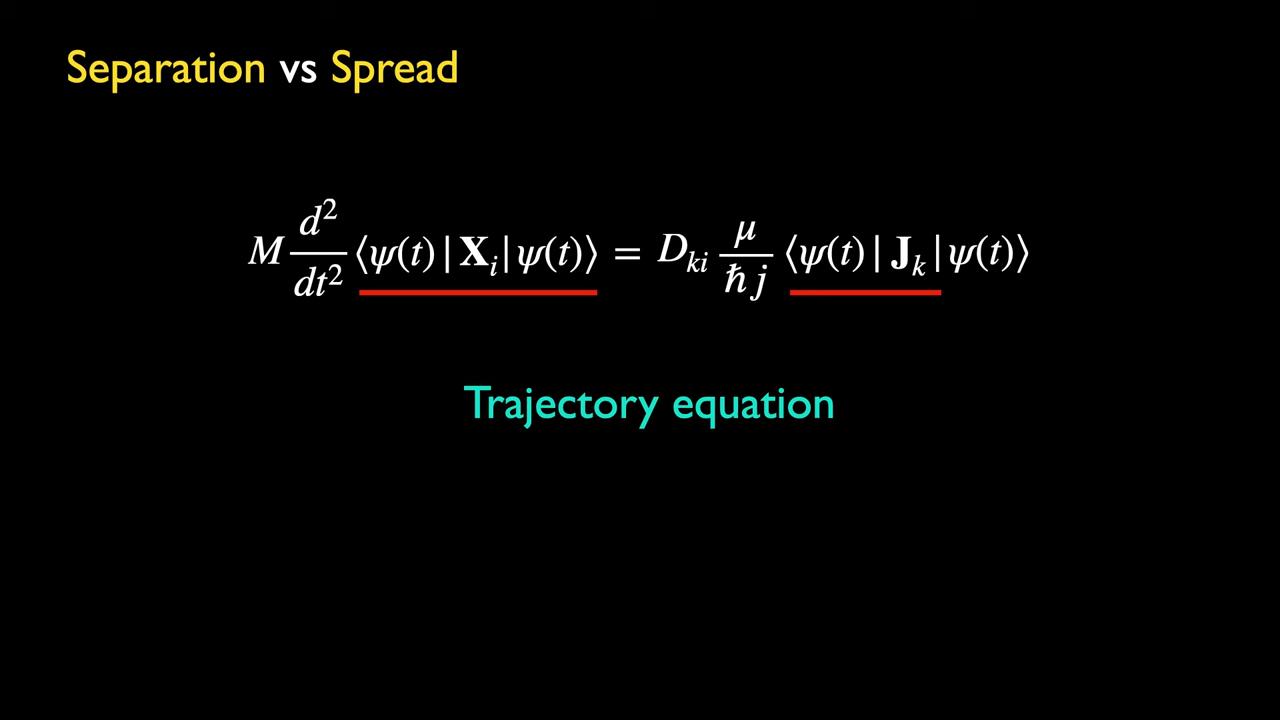 Separation vs Spread
M d²/dt² ⟨ψ(t)|𝐗ᵢ|ψ(t)⟩ = Dₖᵢ μ/ħj ⟨ψ(t)|𝐉ₖ|ψ(t)⟩
Trajectory equation